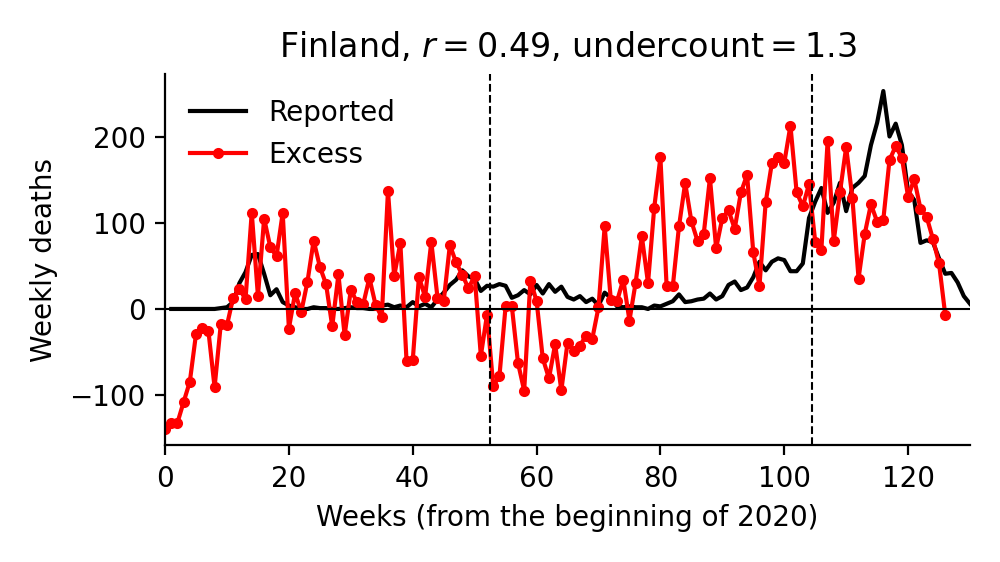 Finland, r = 0.49, undercount = 1.3
Reported
Excess
Weekly deaths
200
100
0
−100
0 20 40 60 80 100 120
Weeks (from the beginning of 2020)